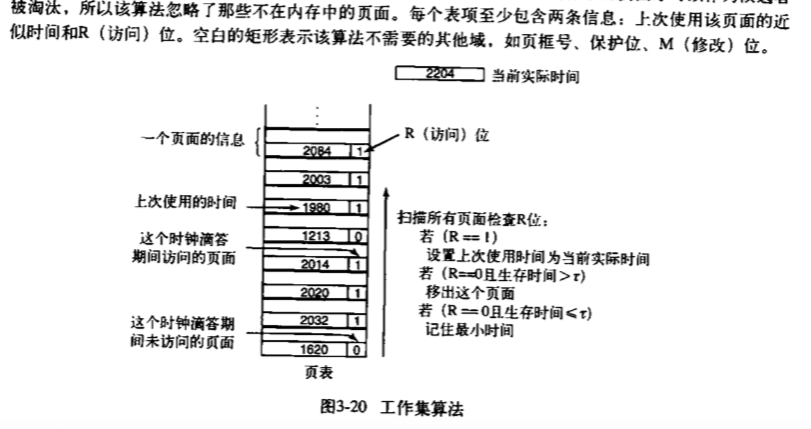 被淘汰，所以该算法忽略了那些不在内存中的页面。每个表项至少包含两条信息：上次使用该页面的近
似时间和R（访问）位。空白的矩形表示该算法不需要的其他域，如页框号、保护位、M（修改）位。
2204 当前实际时间
一个页面的信息
R（访问）位
2084 1
2003 1
上次使用的时间
1980 1
1213 0
这个时钟滴答
期间访问的页面
2014 1
2020 1
2032 1
这个时钟滴答期
间未访问的页面
1620 0
页表
扫描所有页面检查R位：
若（R == 1）
设置上次使用时间为当前实际时间
若（R==0且生存时间＞τ）
移出这个页面
若（R == 0且生存时间≤τ）
记住最小时间
图3-20 工作集算法